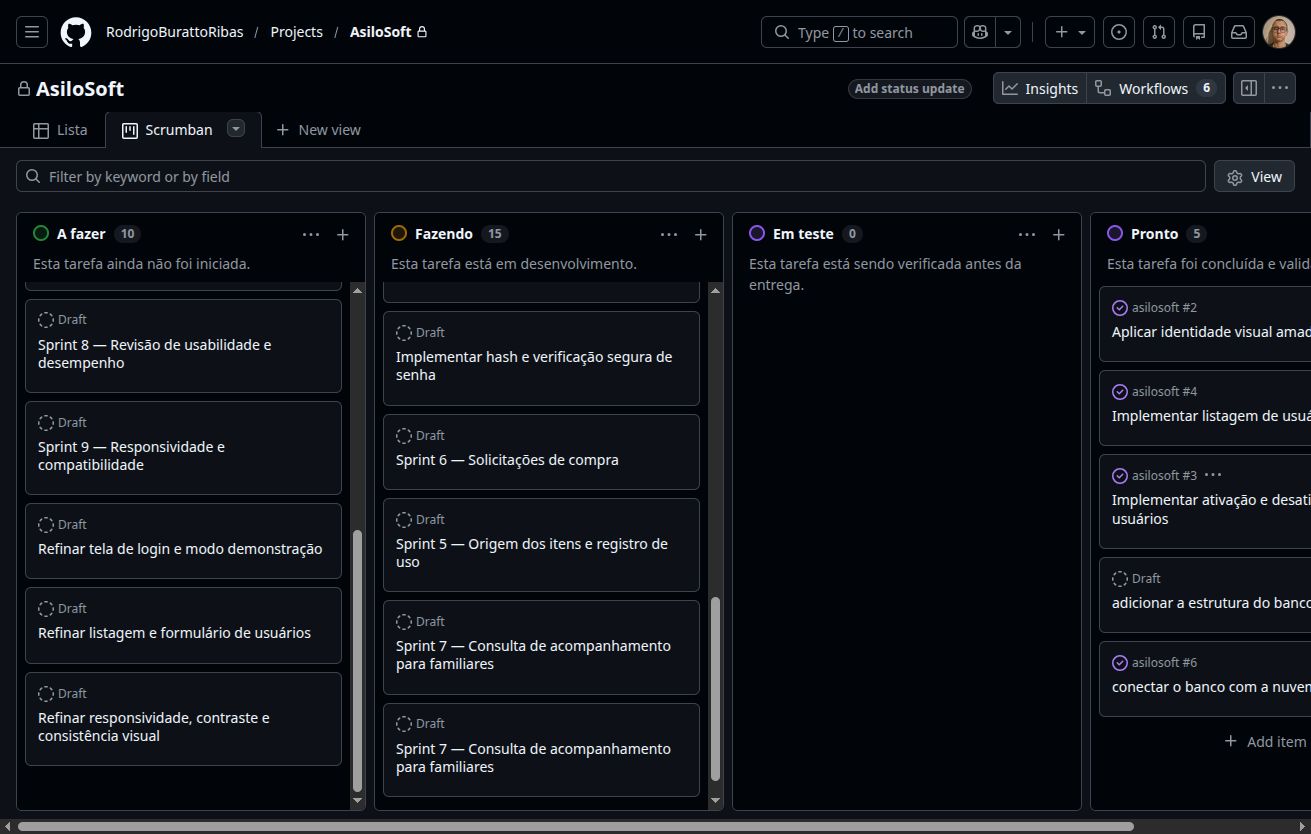 RodrigoBurattoRibas / Projects / AsiloSoft
Type / to search
AsiloSoft
Add status update
Insights
Workflows 6
Lista
Scrumban
New view
Filter by keyword or by field
View
A fazer 10
Esta tarefa ainda não foi iniciada.
Draft
Sprint 8 — Revisão de usabilidade e
desempenho
Draft
Sprint 9 — Responsividade e
compatibilidade
Draft
Refinar tela de login e modo demonstração
Draft
Refinar listagem e formulário de usuários
Draft
Refinar responsividade, contraste e
consistência visual
Fazendo 15
Esta tarefa está em desenvolvimento.
Draft
Implementar hash e verificação segura de
senha
Draft
Sprint 6 — Solicitações de compra
Draft
Sprint 5 — Origem dos itens e registro de
uso
Draft
Sprint 7 — Consulta de acompanhamento
para familiares
Draft
Sprint 7 — Consulta de acompanhamento
para familiares
Em teste 0
Esta tarefa está sendo verificada antes da
entrega.
Pronto 5
Esta tarefa foi concluída e valid
asilosoft #2
Aplicar identidade visual amad
asilosoft #4
Implementar listagem de usuá
asilosoft #3
Implementar ativação e desati
usuários
Draft
adicionar a estrutura do banco
asilosoft #6
conectar o banco com a nuven
Add item